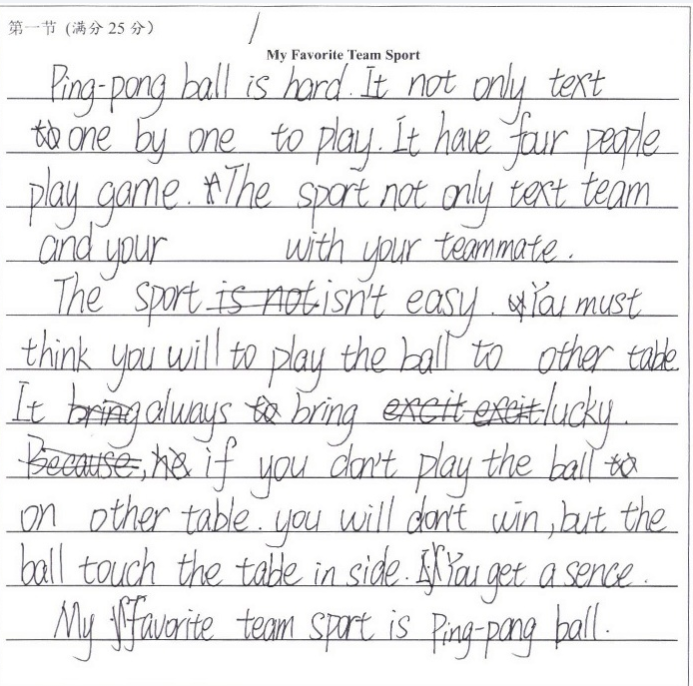 第一节 (满分 25 分)
My Favorite Team Sport
Ping-pong ball is hard. It not only text
one by one to play. It have four people
play game. The sport not only text team
and your with your teammate.
The sport is not isn't easy. You must
think you will to play the ball to other table.
It bring always to bring excit excit lucky.
Because, he if you don't play the ball to
on other table. you will don't win, but the
ball touch the table in side. You get a sence.
My favorite team sport is Ping-pong ball.